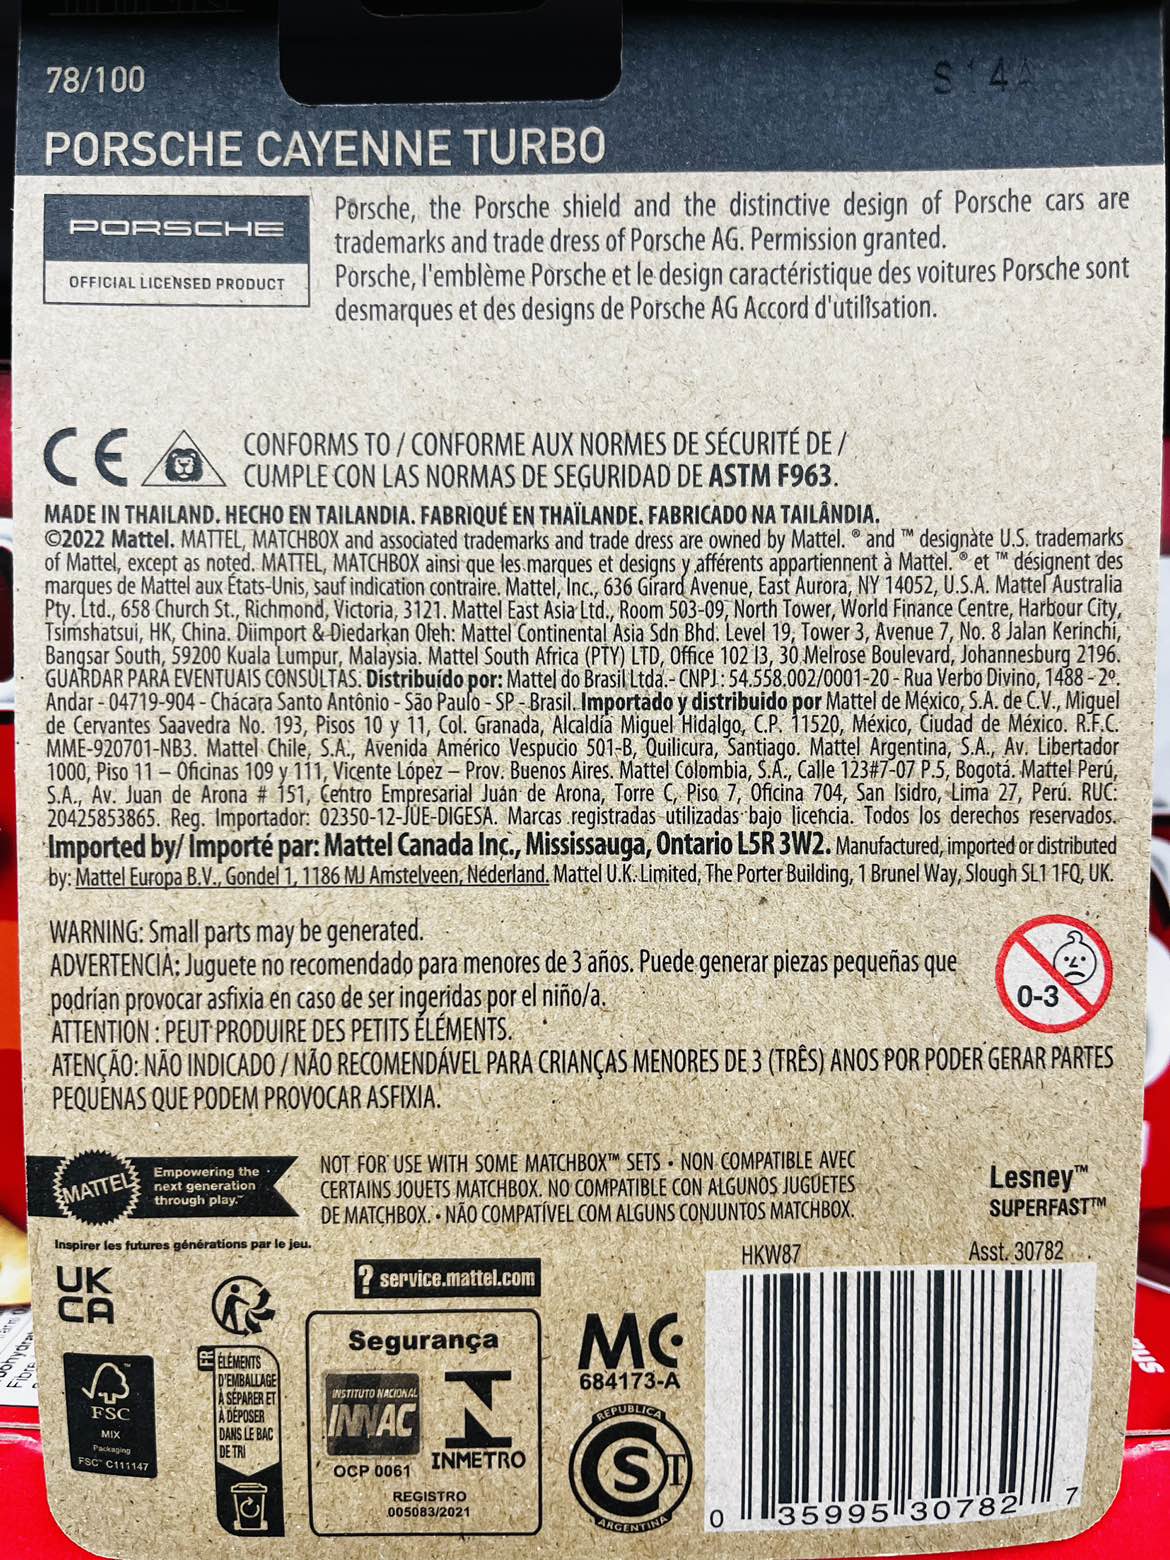 78/100
PORSCHE CAYENNE TURBO
PORSCHE
OFFICIAL LICENSED PRODUCT
Porsche, the Porsche shield and the distinctive design of Porsche cars are
trademarks and trade dress of Porsche AG. Permission granted.
Porsche, l'emblème Porsche et le design caractéristique des voitures Porsche sont
desmarques et des designs de Porsche AG Accord d'utilisation.
CE
CONFORMS TO / CONFORME AUX NORMES DE SÉCURITÉ DE /
CUMPLE CON LAS NORMAS DE SEGURIDAD DE ASTM F963.
MADE IN THAILAND. HECHO EN TAILANDIA. FABRIQUÉ EN THAÏLANDE. FABRICADO NA TAILÂNDIA.
©2022 Mattel. MATTEL, MATCHBOX and associated trademarks and trade dress are owned by Mattel. ® and ™ designate U.S. trademarks
of Mattel, except as noted. MATTEL, MATCHBOX ainsi que les marques et designs y afférents appartiennent à Mattel. ® et ™ désignent des
marques de Mattel aux États-Unis, sauf indication contraire. Mattel, Inc., 636 Girard Avenue, East Aurora, NY 14052, U.S.A. Mattel Australia
Pty. Ltd., 658 Church St., Richmond, Victoria, 3121. Mattel East Asia Ltd., Room 503-09, North Tower, World Finance Centre, Harbour City,
Tsimshatsui, HK, China. Diimport & Diedarkan Oleh: Mattel Continental Asia Sdn Bhd. Level 19, Tower 3, Avenue 7, No. 8 Jalan Kerinchi,
Bangsar South, 59200 Kuala Lumpur, Malaysia. Mattel South Africa (PTY) LTD, Office 102 I3, 30 Melrose Boulevard, Johannesburg 2196.
GUARDAR PARA EVENTUAIS CONSULTAS. Distribuído por: Mattel do Brasil Ltda.- CNPJ.: 54.558.002/0001-20 - Rua Verbo Divino, 1488 - 2º.
Andar - 04719-904 - Chácara Santo Antônio - São Paulo - SP - Brasil. Importado y distribuido por Mattel de México, S.A. de C.V., Miguel
de Cervantes Saavedra No. 193, Pisos 10 y 11, Col. Granada, Alcaldía Miguel Hidalgo, C.P. 11520, México, Ciudad de México. R.F.C.
MME-920701-NB3. Mattel Chile, S.A., Avenida Américo Vespucio 501-B, Quilicura, Santiago. Mattel Argentina, S.A., Av. Libertador
1000, Piso 11 – Oficinas 109 y 111, Vicente López – Prov. Buenos Aires. Mattel Colombia, S.A., Calle 123#7-07 P.5, Bogotá. Mattel Perú,
S.A., Av. Juan de Arona # 151, Centro Empresarial Juan de Arona, Torre C, Piso 7, Oficina 704, San Isidro, Lima 27, Perú. RUC:
20425853865. Reg. Importador: 02350-12-JUE-DIGESA. Marcas registradas utilizadas bajo licencia. Todos los derechos reservados.
Imported by/ Importé par: Mattel Canada Inc., Mississauga, Ontario L5R 3W2. Manufactured, imported or distributed
by: Mattel Europa B.V., Gondel 1, 1186 MJ Amstelveen, Nederland. Mattel U.K. Limited, The Porter Building, 1 Brunel Way, Slough SL1 1FQ, UK.
WARNING: Small parts may be generated.
ADVERTENCIA: Juguete no recomendado para menores de 3 años. Puede generar piezas pequeñas que
podrían provocar asfixia en caso de ser ingeridas por el niño/a.
ATTENTION : PEUT PRODUIRE DES PETITS ÉLÉMENTS.
ATENÇÃO: NÃO INDICADO / NÃO RECOMENDÁVEL PARA CRIANÇAS MENORES DE 3 (TRÊS) ANOS POR PODER GERAR PARTES
PEQUENAS QUE PODEM PROVOCAR ASFIXIA.
0-3
MATTEL
Empowering the
next generation
through play.™
Inspirer les futures générations par le jeu.
NOT FOR USE WITH SOME MATCHBOX™ SETS • NON COMPATIBLE AVEC
CERTAINS JOUETS MATCHBOX. NO COMPATIBLE CON ALGUNOS JUGUETES
DE MATCHBOX. • NÃO COMPATÍVEL COM ALGUNS CONJUNTOS MATCHBOX.
Lesney™
SUPERFAST™
HKW87 Asst. 30782
UK
CA
? service.mattel.com
FSC
MIX
Packaging
FSC™ C111147
FR
ÉLÉMENTS
D'EMBALLAGE
À SÉPARER ET
À DÉPOSER
DANS LE BAC
DE TRI
Segurança
INSTITUTO NACIONAL
INNAC
OCP 0061
INMETRO
REGISTRO
005083/2021
MC
684173-A
REPUBLICA
S T
ARGENTINA
0 35995 30782 7